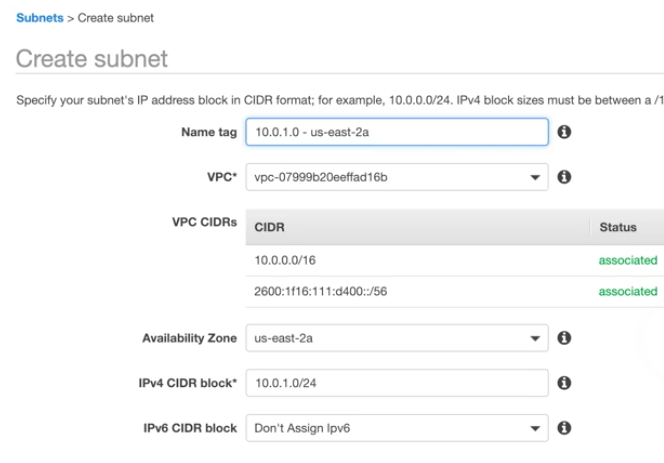 Subnets > Create subnet
Create subnet
Specify your subnet's IP address block in CIDR format; for example, 10.0.0.0/24. IPv4 block sizes must be between a /1
Name tag 10.0.1.0 - us-east-2a
VPC* vpc-07999b20eeffad16b
VPC CIDRs CIDR Status
10.0.0.0/16 associated
2600:1f16:111:d400::/56 associated
Availability Zone us-east-2a
IPv4 CIDR block* 10.0.1.0/24
IPv6 CIDR block Don't Assign Ipv6